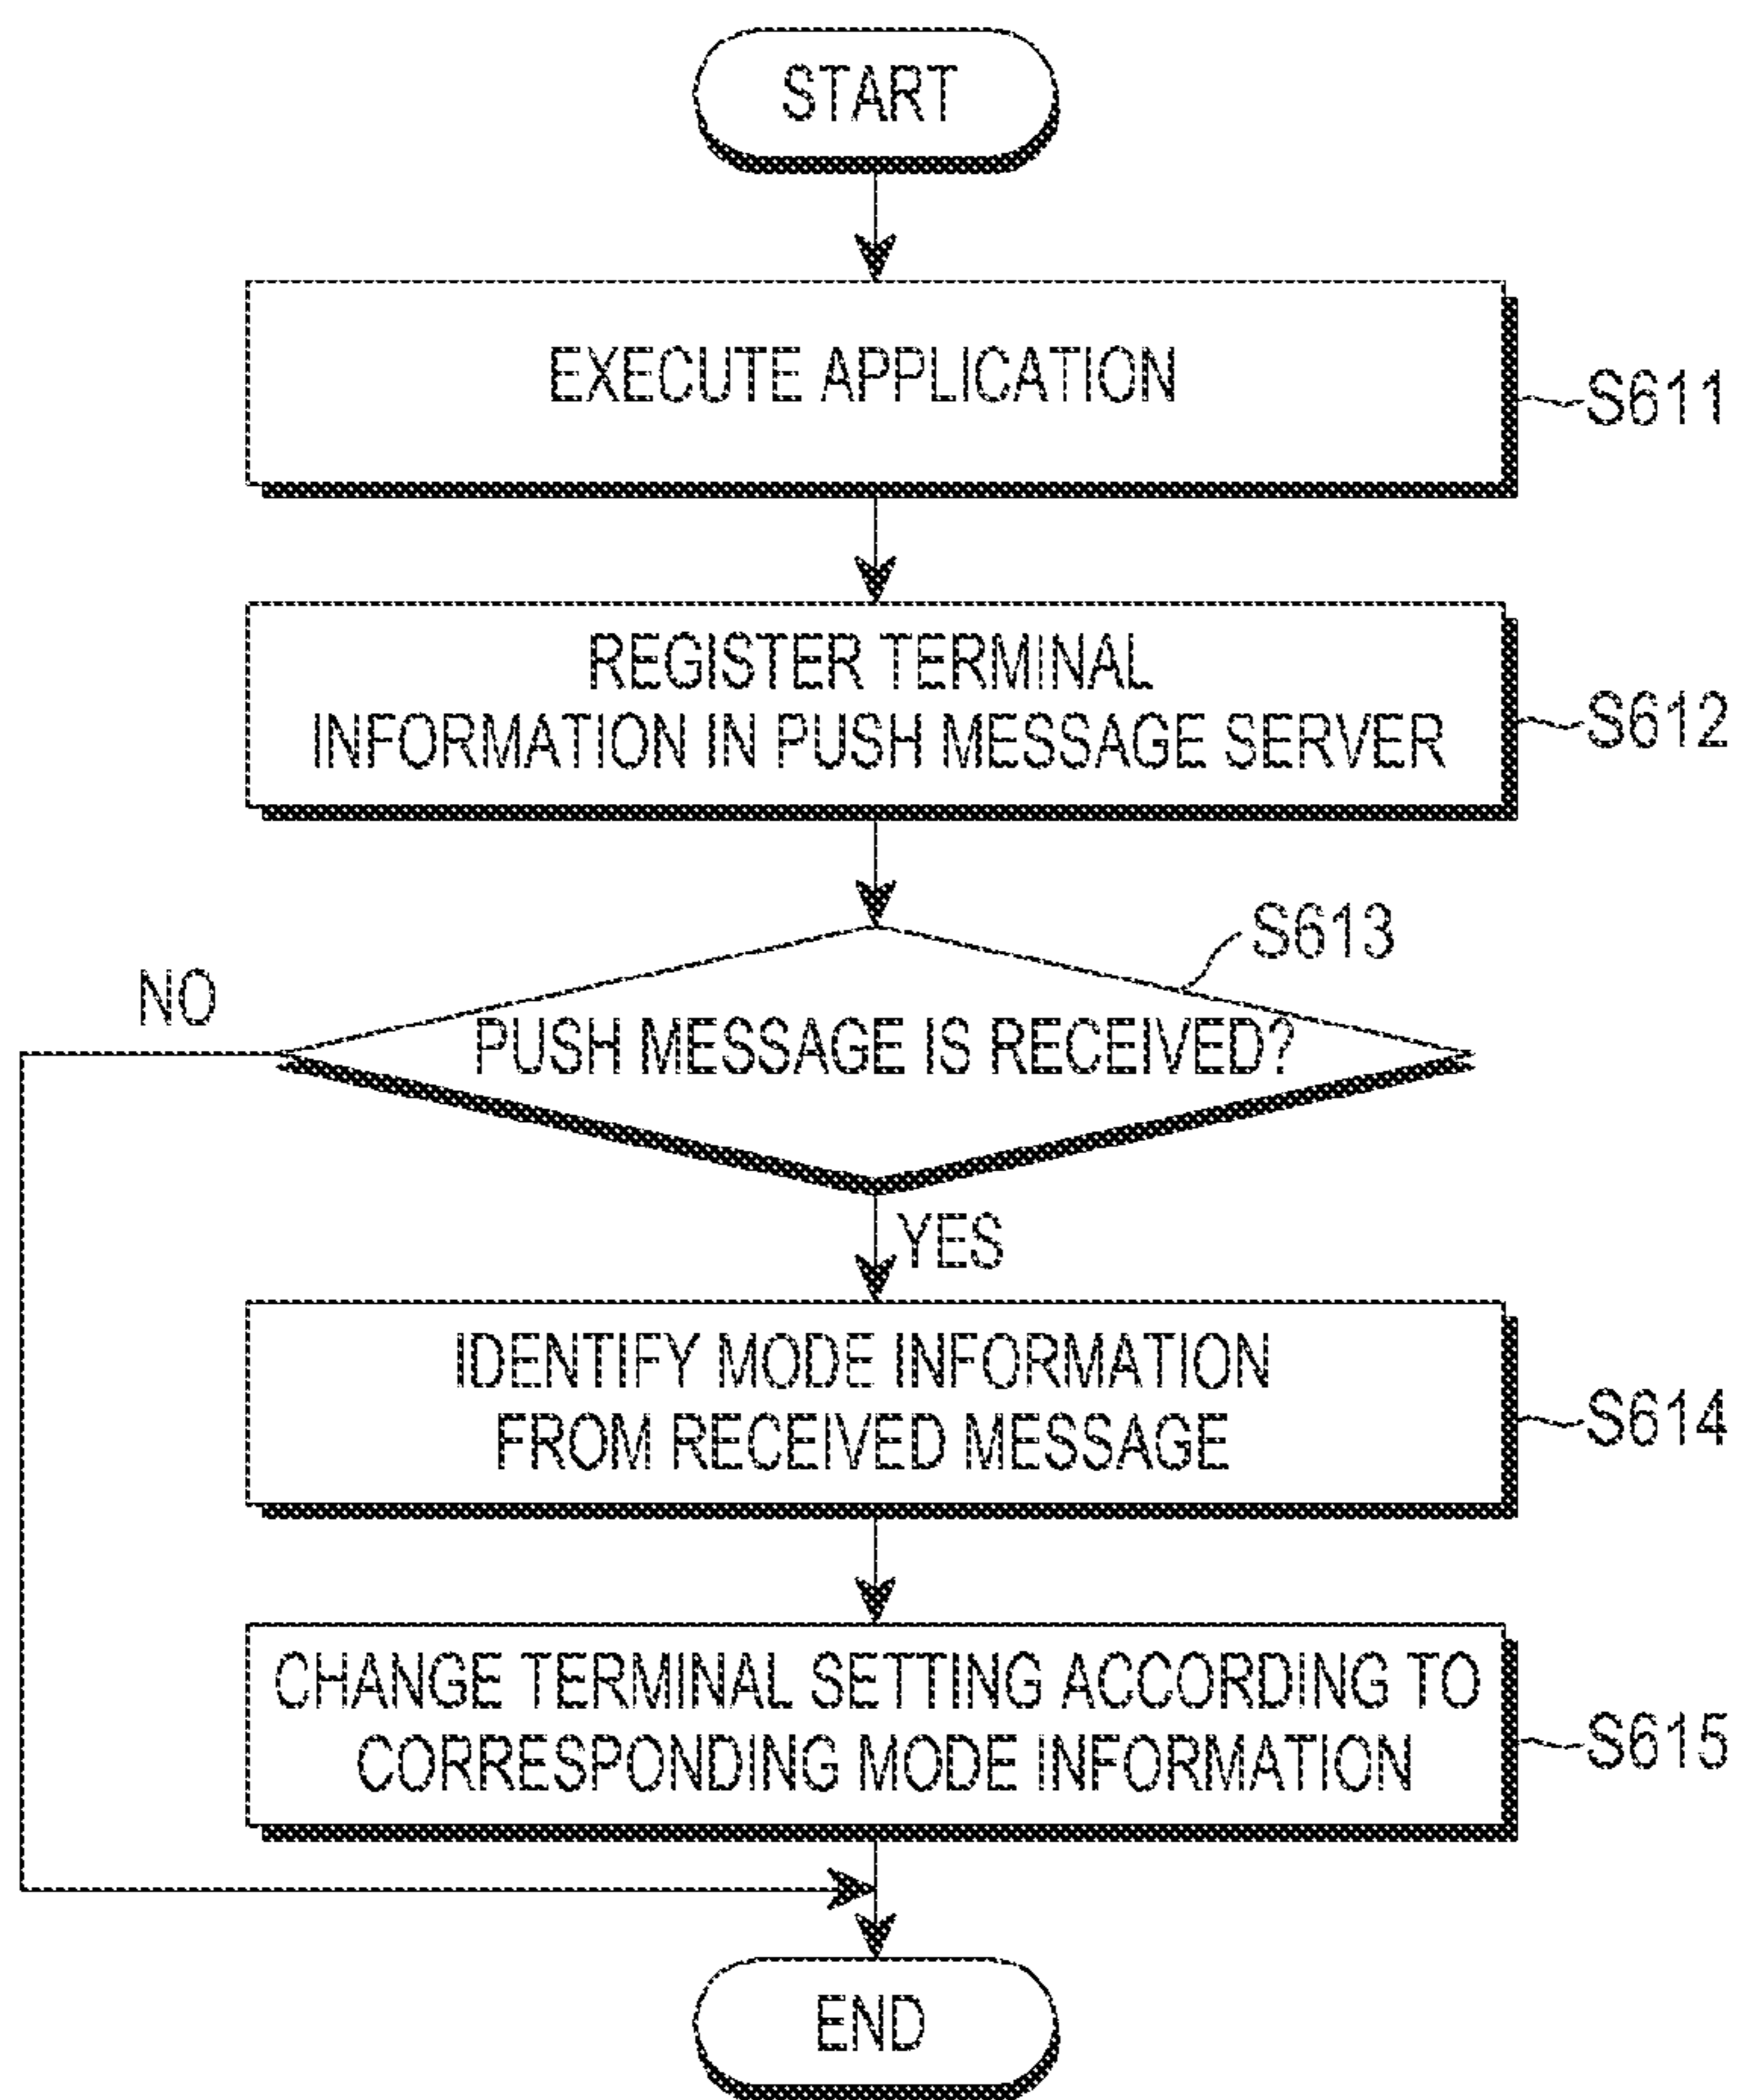 START
EXECUTE APPLICATION
S611
REGISTER TERMINAL
INFORMATION IN PUSH MESSAGE SERVER
S612
S613
NO
PUSH MESSAGE IS RECEIVED?
YES
IDENTIFY MODE INFORMATION
FROM RECEIVED MESSAGE
S614
CHANGE TERMINAL SETTING ACCORDING TO
CORRESPONDING MODE INFORMATION
S615
END